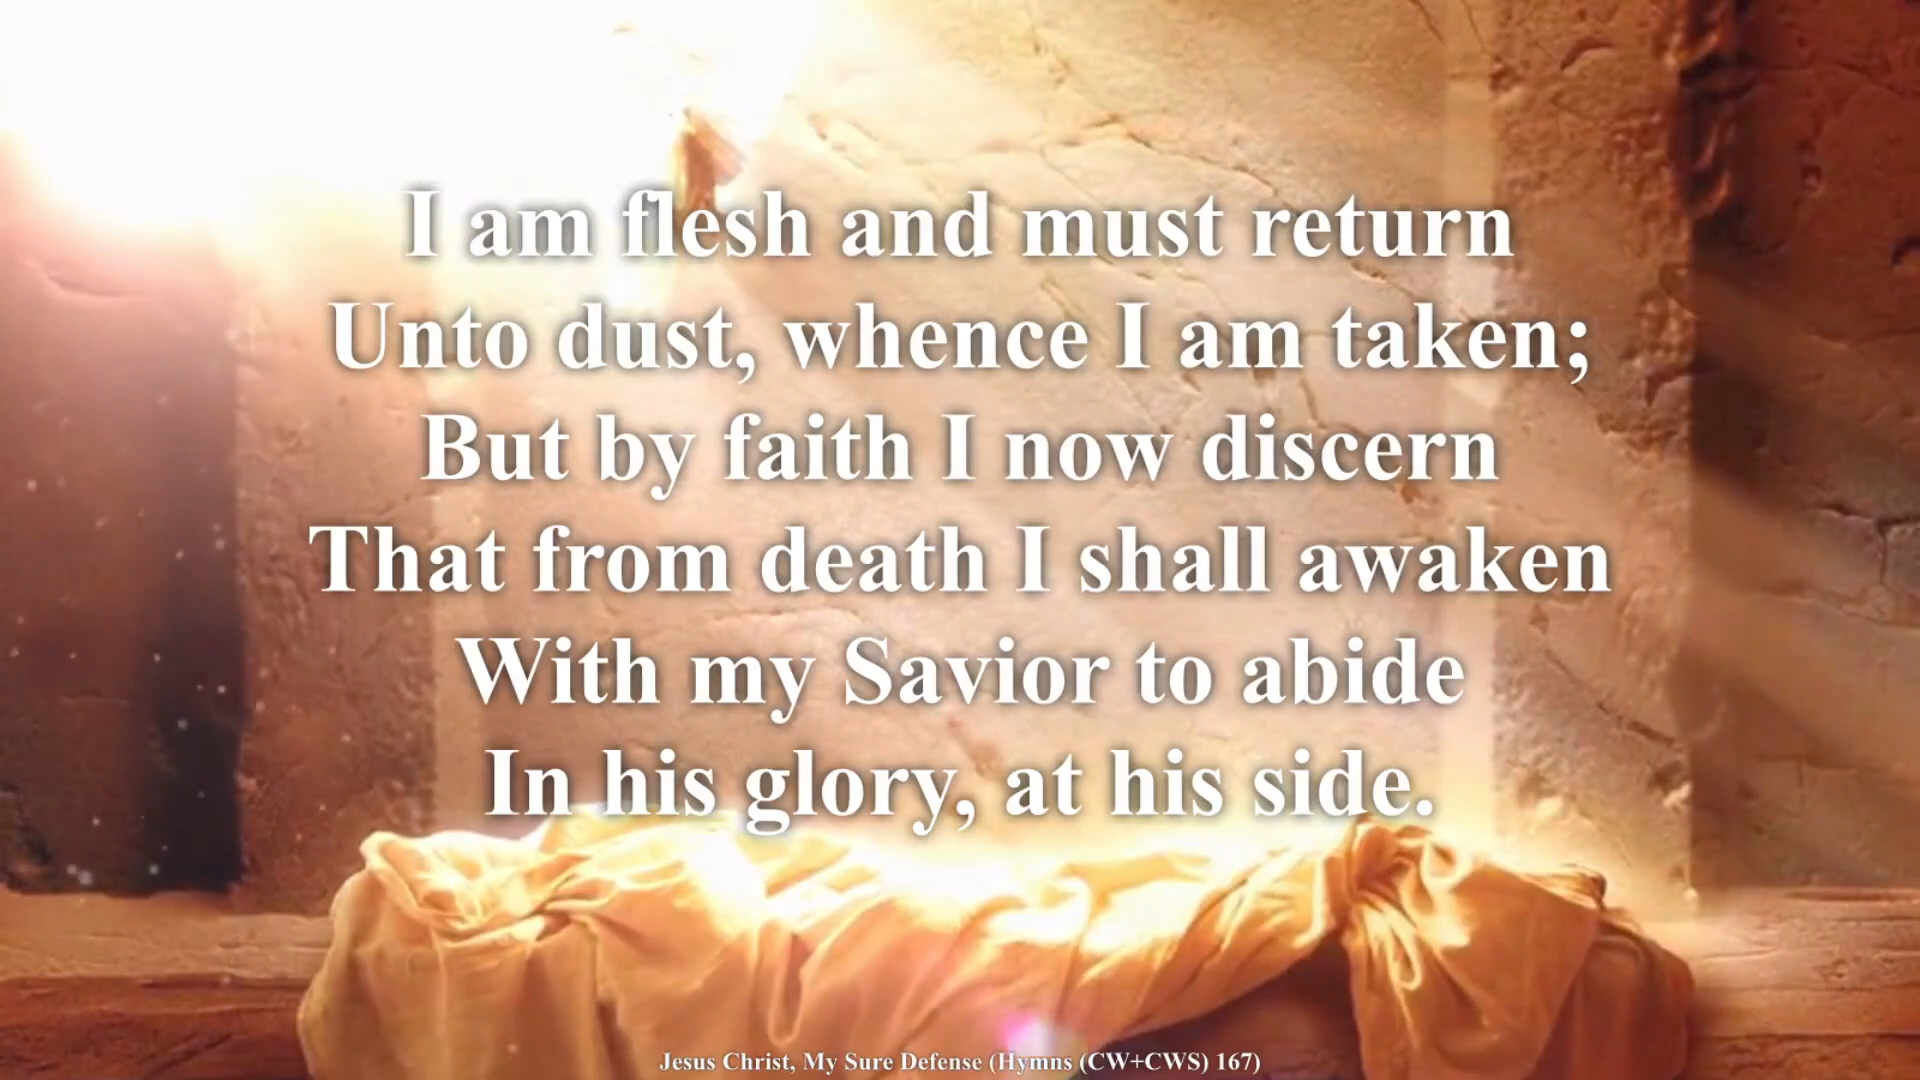 I am flesh and must return
Unto dust, whence I am taken;
But by faith I now discern
That from death I shall awaken
With my Savior to abide
In his glory, at his side.
Jesus Christ, My Sure Defense (Hymns (CW+CWS) 167)